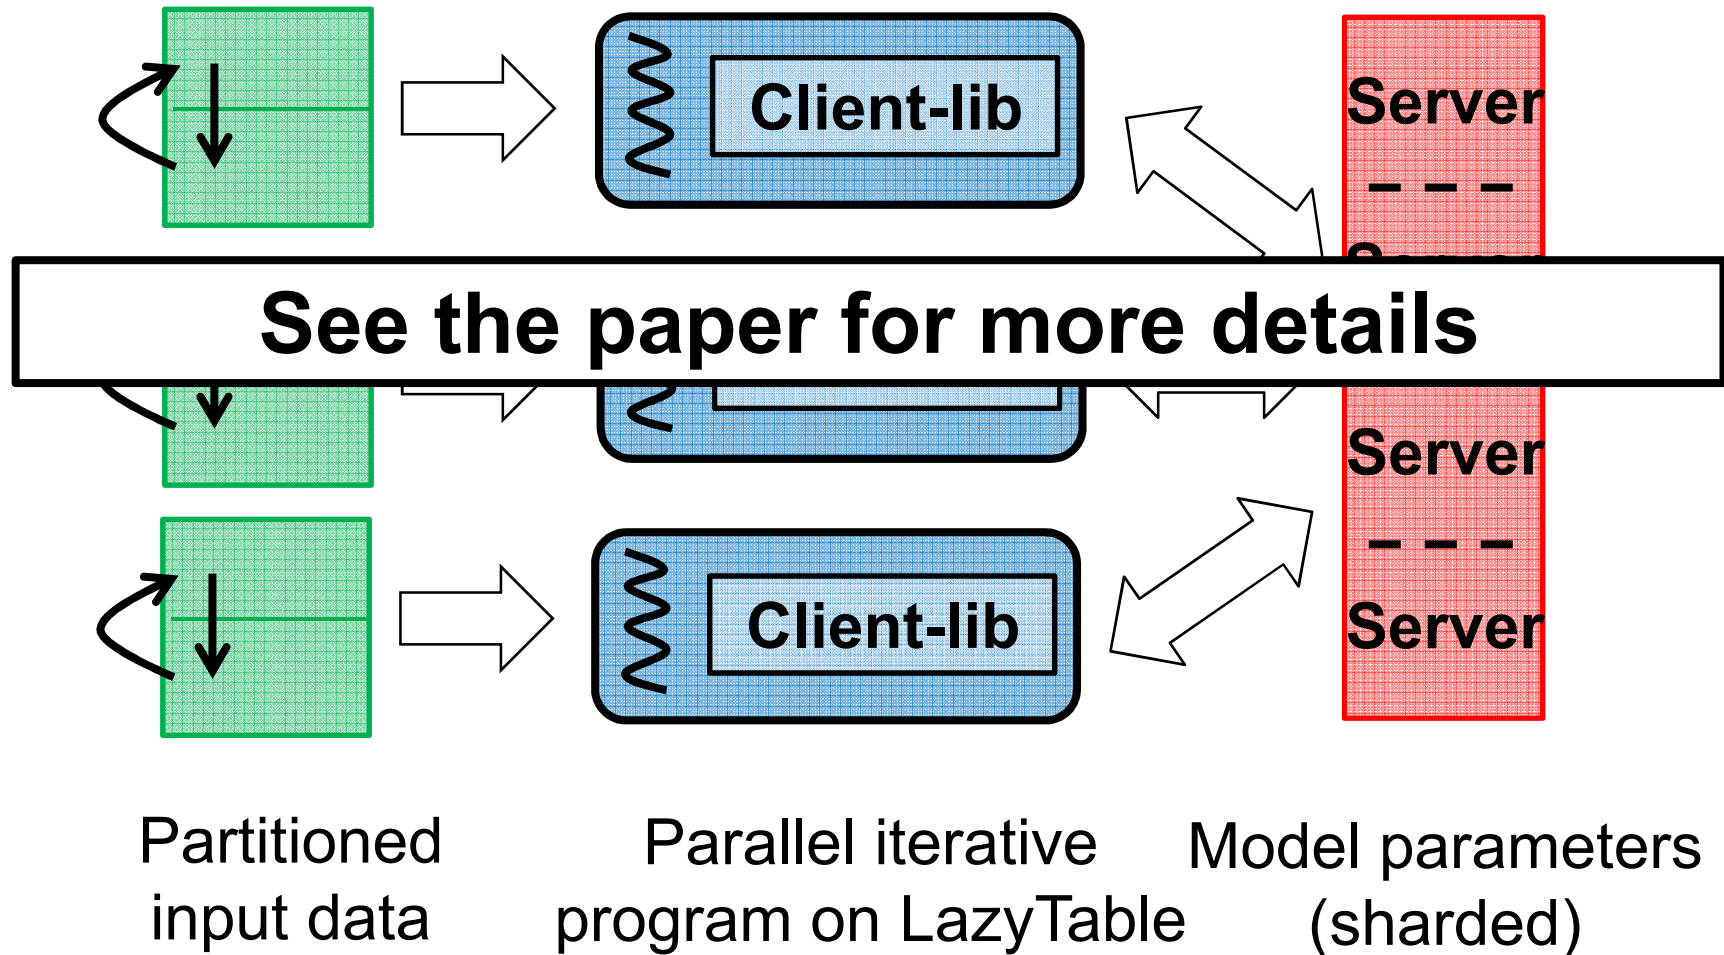 Client-lib
Server
See the paper for more details
Server
Client-lib
Server
Partitioned
input data
Parallel iterative
program on LazyTable
Model parameters
(sharded)